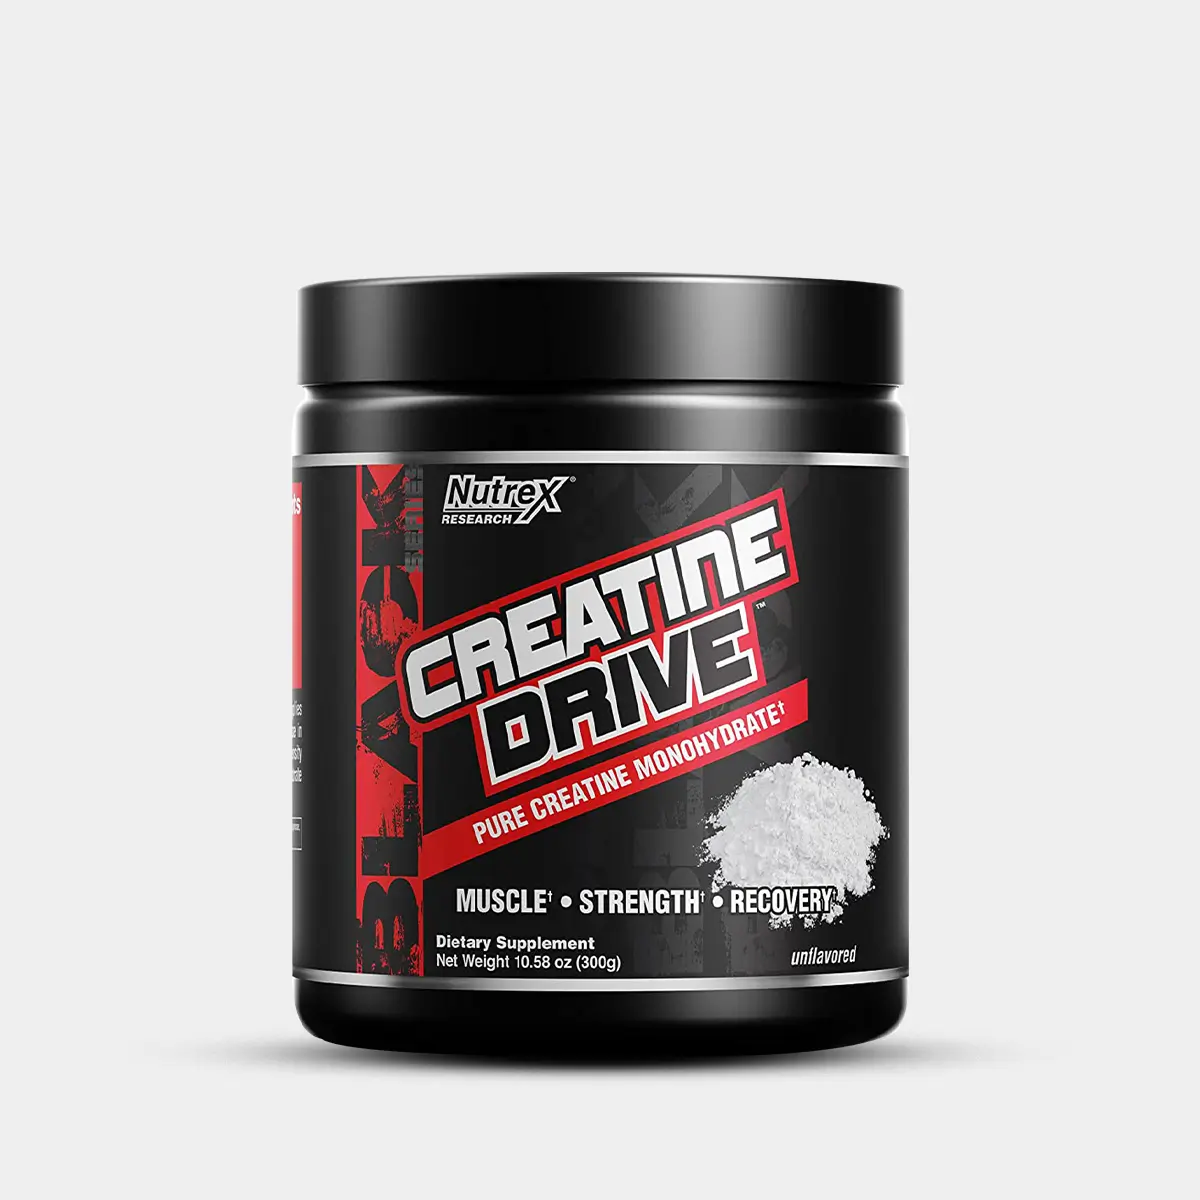 Nutrex®
RESEARCH
BLACK
SERIES
CREATINE
DRIVE™
PURE CREATINE MONOHYDRATE†
MUSCLE† • STRENGTH† • RECOVERY†
Dietary Supplement
Net Weight 10.58 oz (300g)
unflavored